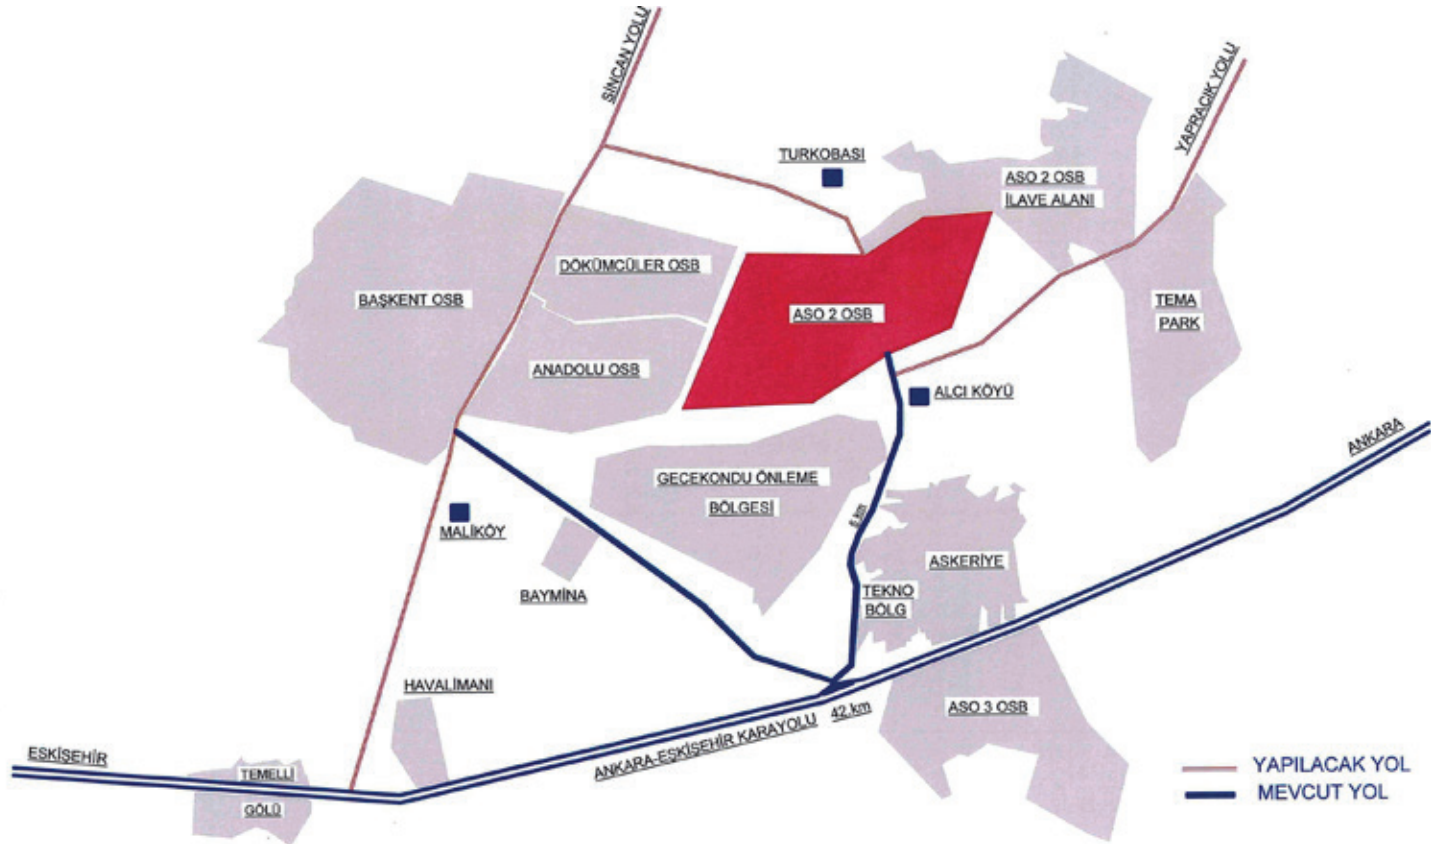 SİNCAN YOLU
YAPRACIK YOLU
TURKOBASI
ASO 2 OSB
İLAVE ALANI
DÖKÜMCÜLER OSB
BAŞKENT OSB
ASO 2 OSB
TEMA
PARK
ANADOLU OSB
ALCI KÖYÜ
ANKARA
GECEKONDU ÖNLEME
BÖLGESİ
6 km
MALIKÖY
ASKERİYE
BAYMİNA
TEKNO
BÖLG
HAVALİMANI
ASO 3 OSB
42.km
ANKARA-ESKİŞEHİR KARAYOLU
ESKİŞEHİR
TEMELLİ
GÖLÜ
YAPILACAK YOL
MEVCUT YOL